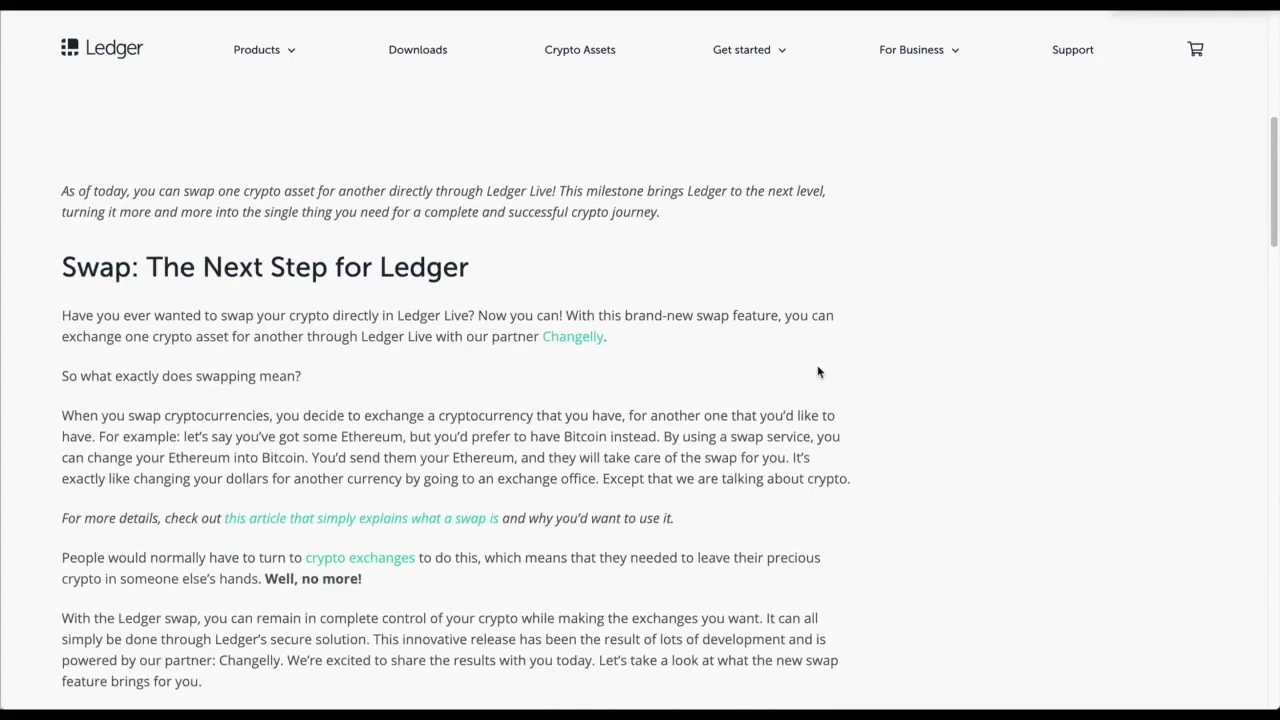 Ledger
Products
Downloads
Crypto Assets
Get started
For Business
Support
As of today, you can swap one crypto asset for another directly through Ledger Live! This milestone brings Ledger to the next level,
turning it more and more into the single thing you need for a complete and successful crypto journey.
Swap: The Next Step for Ledger
Have you ever wanted to swap your crypto directly in Ledger Live? Now you can! With this brand-new swap feature, you can
exchange one crypto asset for another through Ledger Live with our partner Changelly.
So what exactly does swapping mean?
When you swap cryptocurrencies, you decide to exchange a cryptocurrency that you have, for another one that you’d like to
have. For example: let’s say you’ve got some Ethereum, but you’d prefer to have Bitcoin instead. By using a swap service, you
can change your Ethereum into Bitcoin. You’d send them your Ethereum, and they will take care of the swap for you. It’s
exactly like changing your dollars for another currency by going to an exchange office. Except that we are talking about crypto.
For more details, check out this article that simply explains what a swap is and why you’d want to use it.
People would normally have to turn to crypto exchanges to do this, which means that they needed to leave their precious
crypto in someone else’s hands. Well, no more!
With the Ledger swap, you can remain in complete control of your crypto while making the exchanges you want. It can all
simply be done through Ledger’s secure solution. This innovative release has been the result of lots of development and is
powered by our partner: Changelly. We’re excited to share the results with you today. Let’s take a look at what the new swap
feature brings for you.